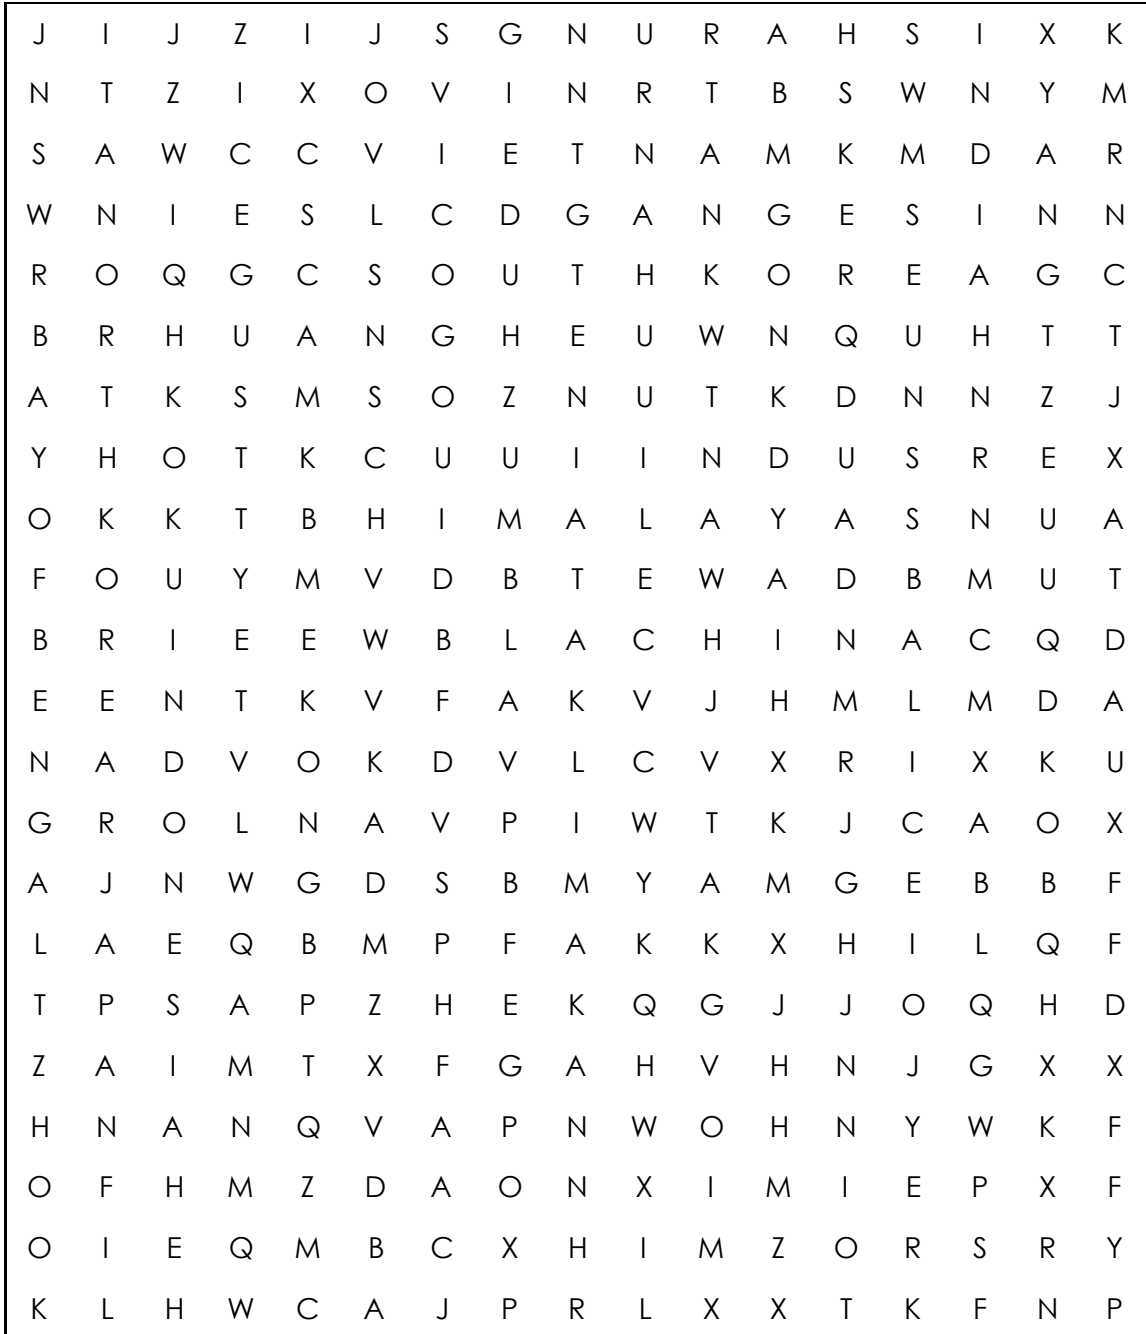 J I J Z I J S G N U R A H S I X K
N T Z I X O V I N R T B S W N Y M
S A W C C V I E T N A M K M D A R
W N I E S L C D G A N G E S I N N
R O Q G C S O U T H K O R E A G C
B R H U A N G H E U W N Q U H T T
A T K S M S O Z N U T K D N N Z J
Y H O T K C U U I I N D U S R E X
O K K T B H I M A L A Y A S N U A
F O U Y M V D B T E W A D B M U T
B R I E E W B L A C H I N A C Q D
E E N T K V F A K V J H M L M D A
N A D V O K D V L C V X R I X K U
G R O L N A V P I W T K J C A O X
A J N W G D S B M Y A M G E B B F
L A E Q B M P F A K K X H I L Q F
T P S A P Z H E K Q G J J O Q H D
Z A I M T X F G A H V H N J G X X
H N A N Q V A P N W O H N Y W K F
O F H M Z D A O N X I M I E P X F
O I E Q M B C X H I M Z O R S R Y
K L H W C A J P R L X X T K F N P